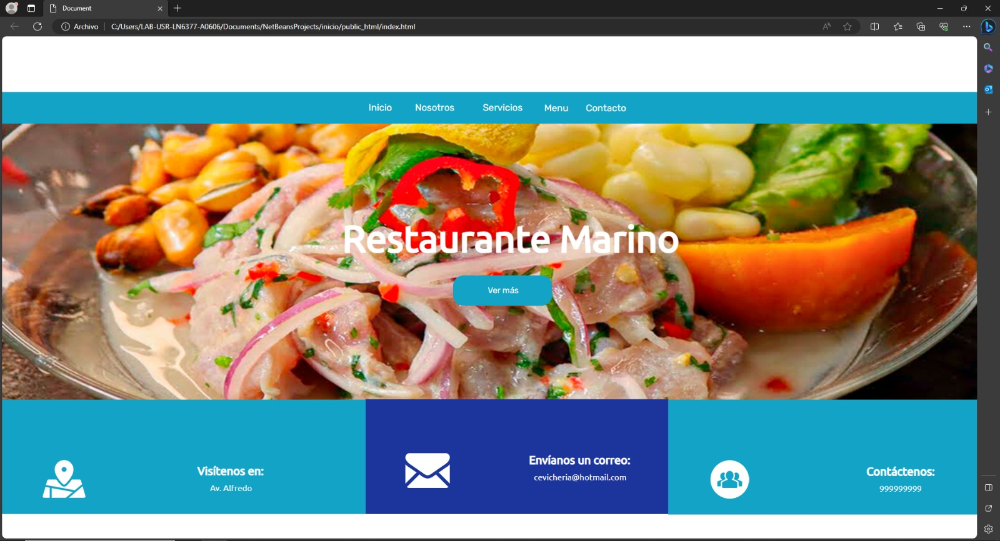 Document
Archivo
C:/Users/LAB-USR-LN6377-A0606/Documents/NetBeansProjects/inicio/public_html/index.html
Inicio Nosotros Servicios Menu Contacto
Restaurante Marino
Ver más
Visítenos en:
Av. Alfredo
Envíanos un correo:
cevicheria@hotmail.com
Contáctenos:
999999999